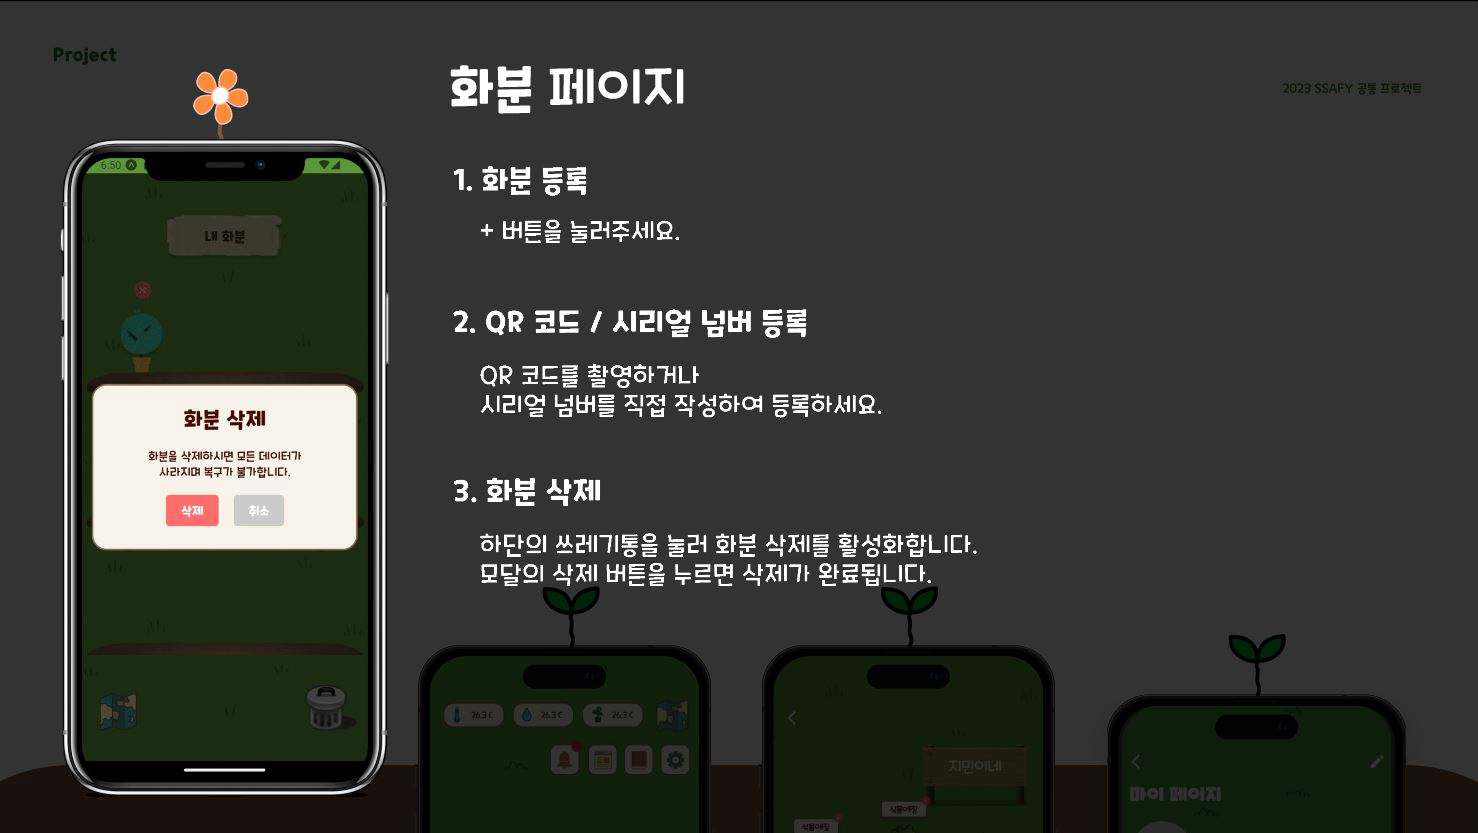 Project
2023 SSAFY 공통 프로젝트
화분 페이지
1. 화분 등록
+ 버튼을 눌러주세요.
2. QR 코드 / 시리얼 넘버 등록
QR 코드를 촬영하거나
시리얼 넘버를 직접 작성하여 등록하세요.
3. 화분 삭제
하단의 쓰레기통을 눌러 화분 삭제를 활성화합니다.
모달의 삭제 버튼을 누르면 삭제가 완료됩니다.
6:50
내 화분
화분 삭제
화분을 삭제하시면 모든 데이터가
사라지며 복구가 불가합니다.
삭제
취소
26.3 C
26.3 C
26.3 C
지민이네
식물애칭
식물애칭
마이 페이지